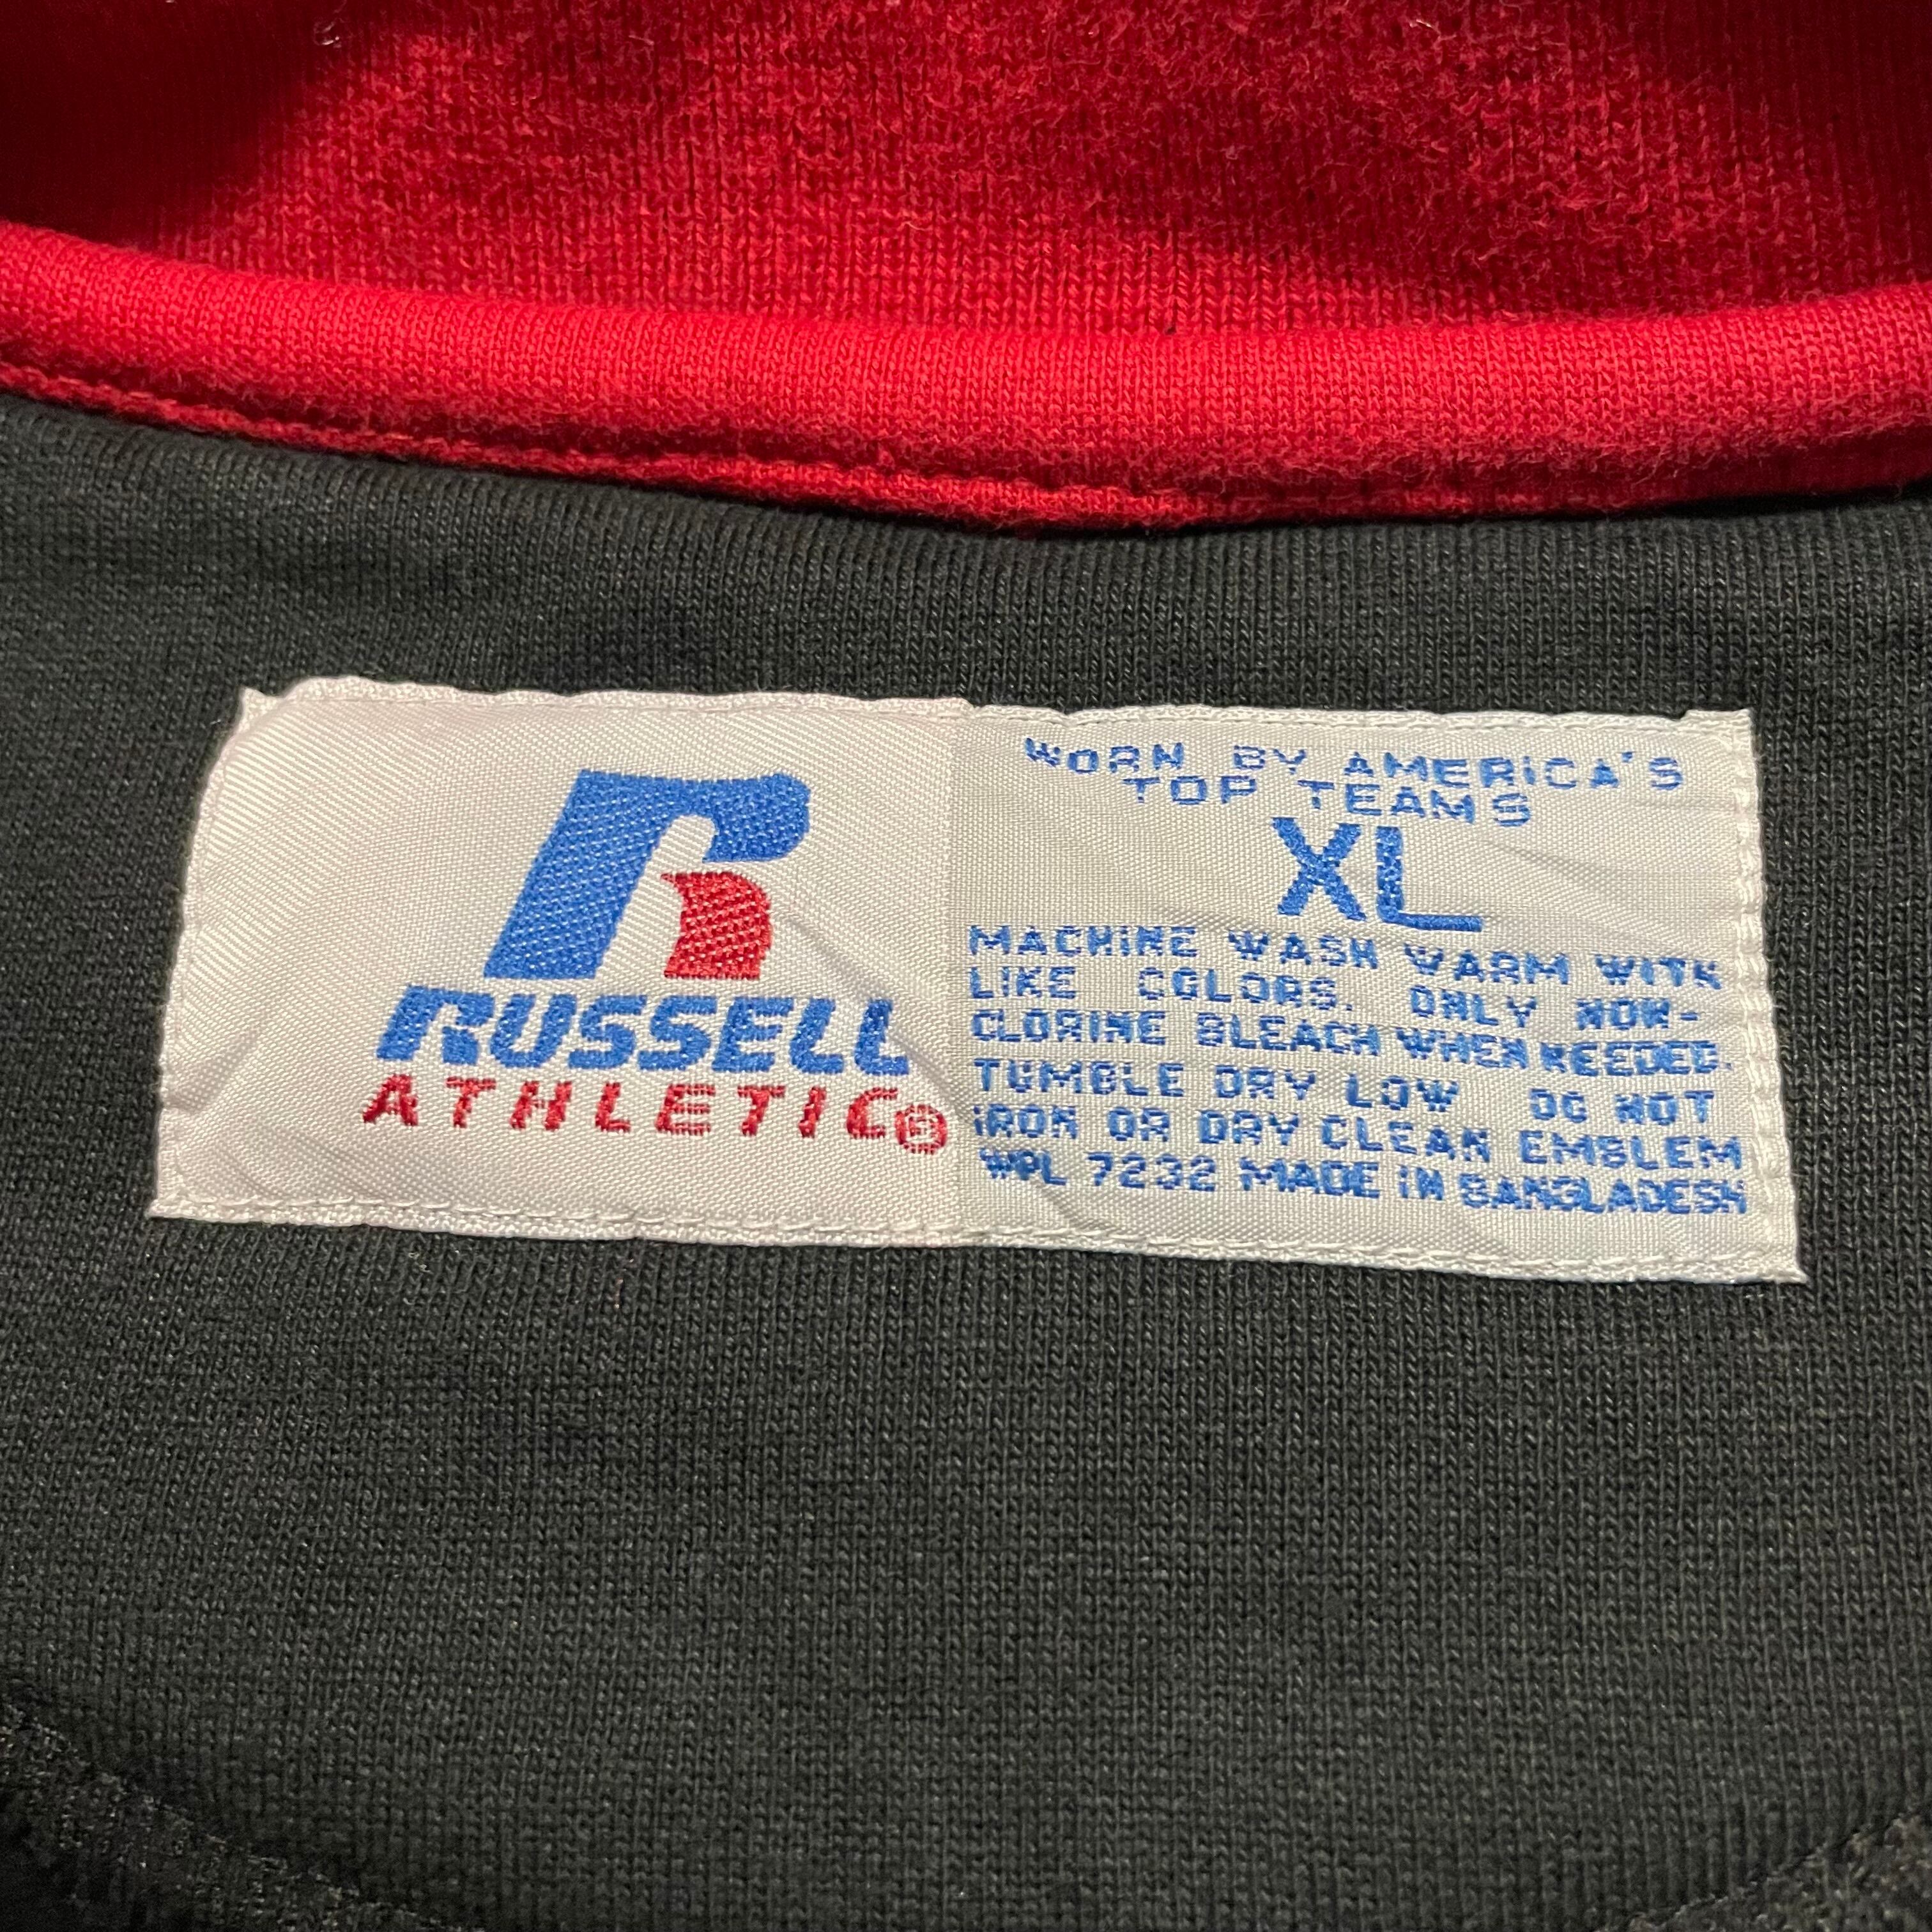 RUSSELL
ATHLETIC®
WORN BY AMERICA'S
TOP TEAMS
XL
MACHINE WASH WARM WITH
LIKE COLORS. ONLY NON-
CLORINE BLEACH WHEN NEEDED.
TUMBLE DRY LOW DO NOT
IRON OR DRY CLEAN EMBLEM
WPL 7232 MADE IN BANGLADESH